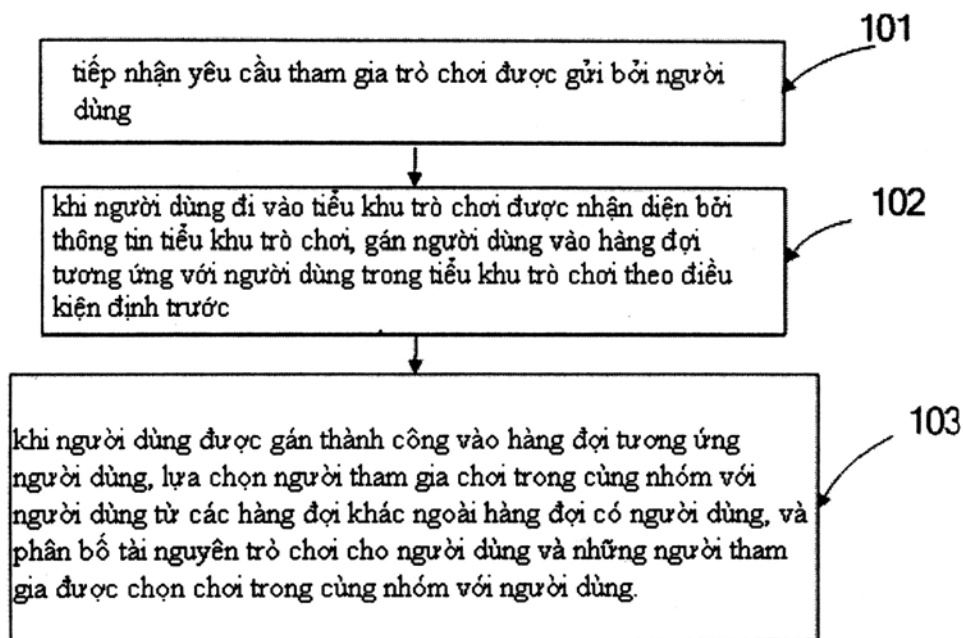 101
tiếp nhận yêu cầu tham gia trò chơi được gửi bởi người
dùng
102
khi người dùng đi vào tiểu khu trò chơi được nhận diện bởi
thông tin tiểu khu trò chơi, gán người dùng vào hàng đợi
tương ứng với người dùng trong tiểu khu trò chơi theo điều
kiện định trước
103
khi người dùng được gán thành công vào hàng đợi tương ứng
người dùng, lựa chọn người tham gia chơi trong cùng nhóm với
người dùng từ các hàng đợi khác ngoài hàng đợi có người dùng, và
phân bố tài nguyên trò chơi cho người dùng và những người tham
gia được chọn chơi trong cùng nhóm với người dùng.